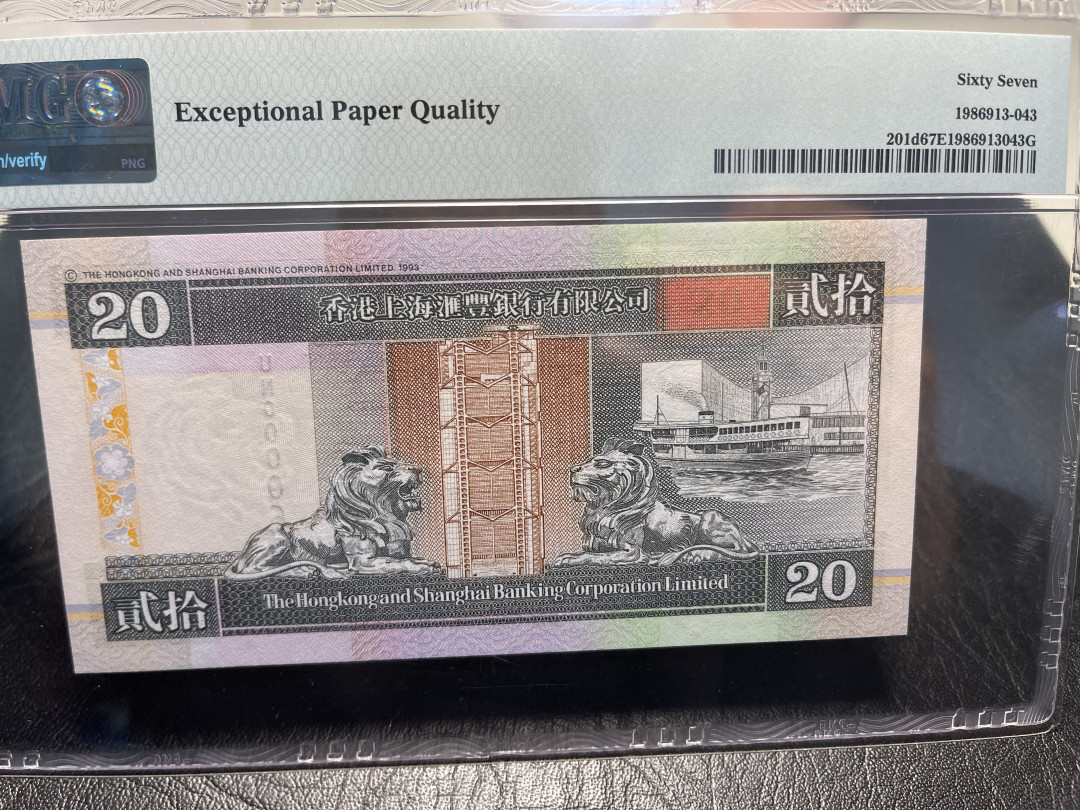 PMG
Exceptional Paper Quality
Sixty Seven
1986913-043
201d67E1986913043G
/verify
PNG
© THE HONGKONG AND SHANGHAI BANKING CORPORATION LIMITED 1993
20
香港上海滙豐銀行有限公司
貳拾
貳拾
The Hongkong and Shanghai Banking Corporation Limited
20